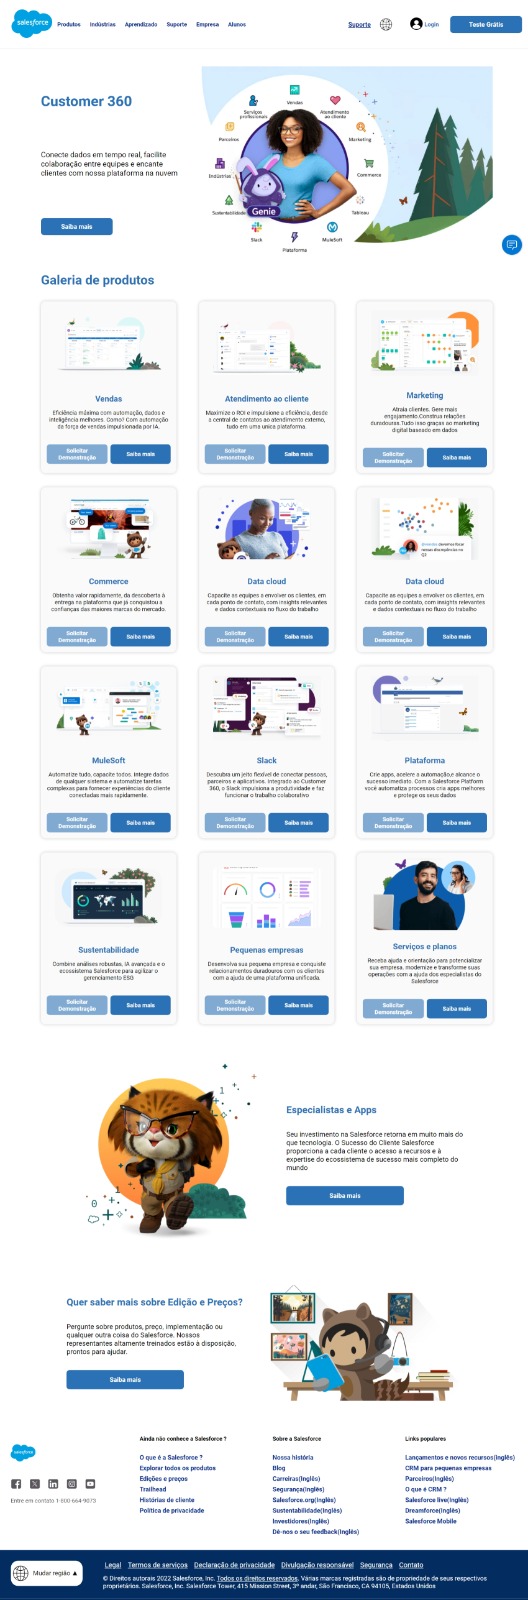 salesforce
Produtos Indústrias Aprendizado Suporte Empresa Alunos
Suporte
Login
Teste Grátis
Customer 360
Conecte dados em tempo real, facilite
colaboração entre equipes e encante
clientes com nossa plataforma na nuvem
Saiba mais
Vendas
Serviços
profissionais
Atendimento
ao cliente
Parceiros
Marketing
Indústrias
Commerce
Sustentabilidade
Tableau
Genie
Slack
MuleSoft
Plataforma
Galeria de produtos
Vendas
Eficiência máxima com automação, dados e
inteligência melhores. Como? Com automação
da força de vendas impulsionada por IA.
Solicitar
Demonstração
Saiba mais
Atendimento ao cliente
Maximize o ROI e impulsione a eficiência, desde
a central de contatos ao atendimento externo,
tudo em uma unica plataforma.
Solicitar
Demonstração
Saiba mais
Marketing
Atraia clientes. Gere mais
engajamento.Construa relações
duradouras.Tudo isso graças ao marketing
digital baseado em dados
Solicitar
Demonstração
Saiba mais
Commerce
Obtenha valor rapidamente, da descoberta à
entrega na plataforma que já conquistou a
confianças das maiores marcas do mercado.
Solicitar
Demonstração
Saiba mais
Data cloud
Capacite as equipes a envolver os clientes, em
cada ponto de contato, com insights relevantes
e dados contextuais no fluxo do trabalho
Solicitar
Demonstração
Saiba mais
Data cloud
Capacite as equipes a envolver os clientes, em
cada ponto de contato, com insights relevantes
e dados contextuais no fluxo do trabalho
Solicitar
Demonstração
Saiba mais
MuleSoft
Automatize tudo, capacite todos. Integre dados
de qualquer sistema e automatize tarefas
complexas para fornecer experiências do cliente
conectadas mais rapidamente.
Solicitar
Demonstração
Saiba mais
Slack
Descubra um jeito flexível de conectar pessoas,
parceiros e aplicativos. Integrado ao Customer
360, o Slack impulsiona a produtividade e faz
funcionar o trabalho colaborativo
Solicitar
Demonstração
Saiba mais
Plataforma
Crie apps, acelere a automação,e alcance o
sucesso imediato. Com a Salesforce Platform
você automatiza processos cria apps melhores
e protege os seus dados
Solicitar
Demonstração
Saiba mais
Sustentabilidade
Combine análises robustas, IA avançada e o
ecossistema Salesforce para agilizar o
gerenciamento ESG
Solicitar
Demonstração
Saiba mais
Pequenas empresas
Desenvolva sua pequena empresa e conquiste
relacionamentos duradouros com os clientes
com a ajuda de uma plataforma unificada.
Solicitar
Demonstração
Saiba mais
Serviços e planos
Receba ajuda e orientação para potencializar
sua empresa. modernize e transforme suas
operações com a ajuda dos especialistas do
Salesforce
Solicitar
Demonstração
Saiba mais
Especialistas e Apps
Seu investimento na Salesforce retorna em muito mais do
que tecnologia. O Sucesso do Cliente Salesforce
proporciona a cada cliente o acesso a recursos e à
expertise do ecossistema de sucesso mais completo do
mundo
Saiba mais
Quer saber mais sobre Edição e Preços?
Pergunte sobre produtos, preço, implementação ou
qualquer outra coisa do Salesforce. Nossos
representantes altamente treinados estão à disposição,
prontos para ajudar.
Saiba mais
salesforce
Entre em contato 1-800-664-9073
Ainda não conhece a Salesforce ?
O que é a Salesforce ?
Explorar todos os produtos
Edições e preços
Trailhead
Histórias de cliente
Política de privacidade
Sobre a Salesforce
Nossa história
Blog
Carreiras(Inglês)
Segurança(Inglês)
Salesforce.org(Inglês)
Sustentabilidade(Inglês)
Investidores(Inglês)
Dê-nos o seu feedback(Inglês)
Links populares
Lançamentos e novos recursos(Inglês)
CRM para pequenas empresas
Parceiros(Inglês)
O que é CRM ?
Salesforce live(Inglês)
Dreamforce(Inglês)
Salesforce Mobile
Mudar região
Legal Termos de serviços Declaração de privacidade Divulgação responsável Segurança Contato
© Direitos autorais 2022 Salesforce, Inc. Todos os direitos reservados. Várias marcas registradas são de propriedade de seus respectivos
proprietários. Salesforce, Inc. Salesforce Tower, 415 Mission Street, 3º andar, São Francisco, CA 94105, Estados Unidos